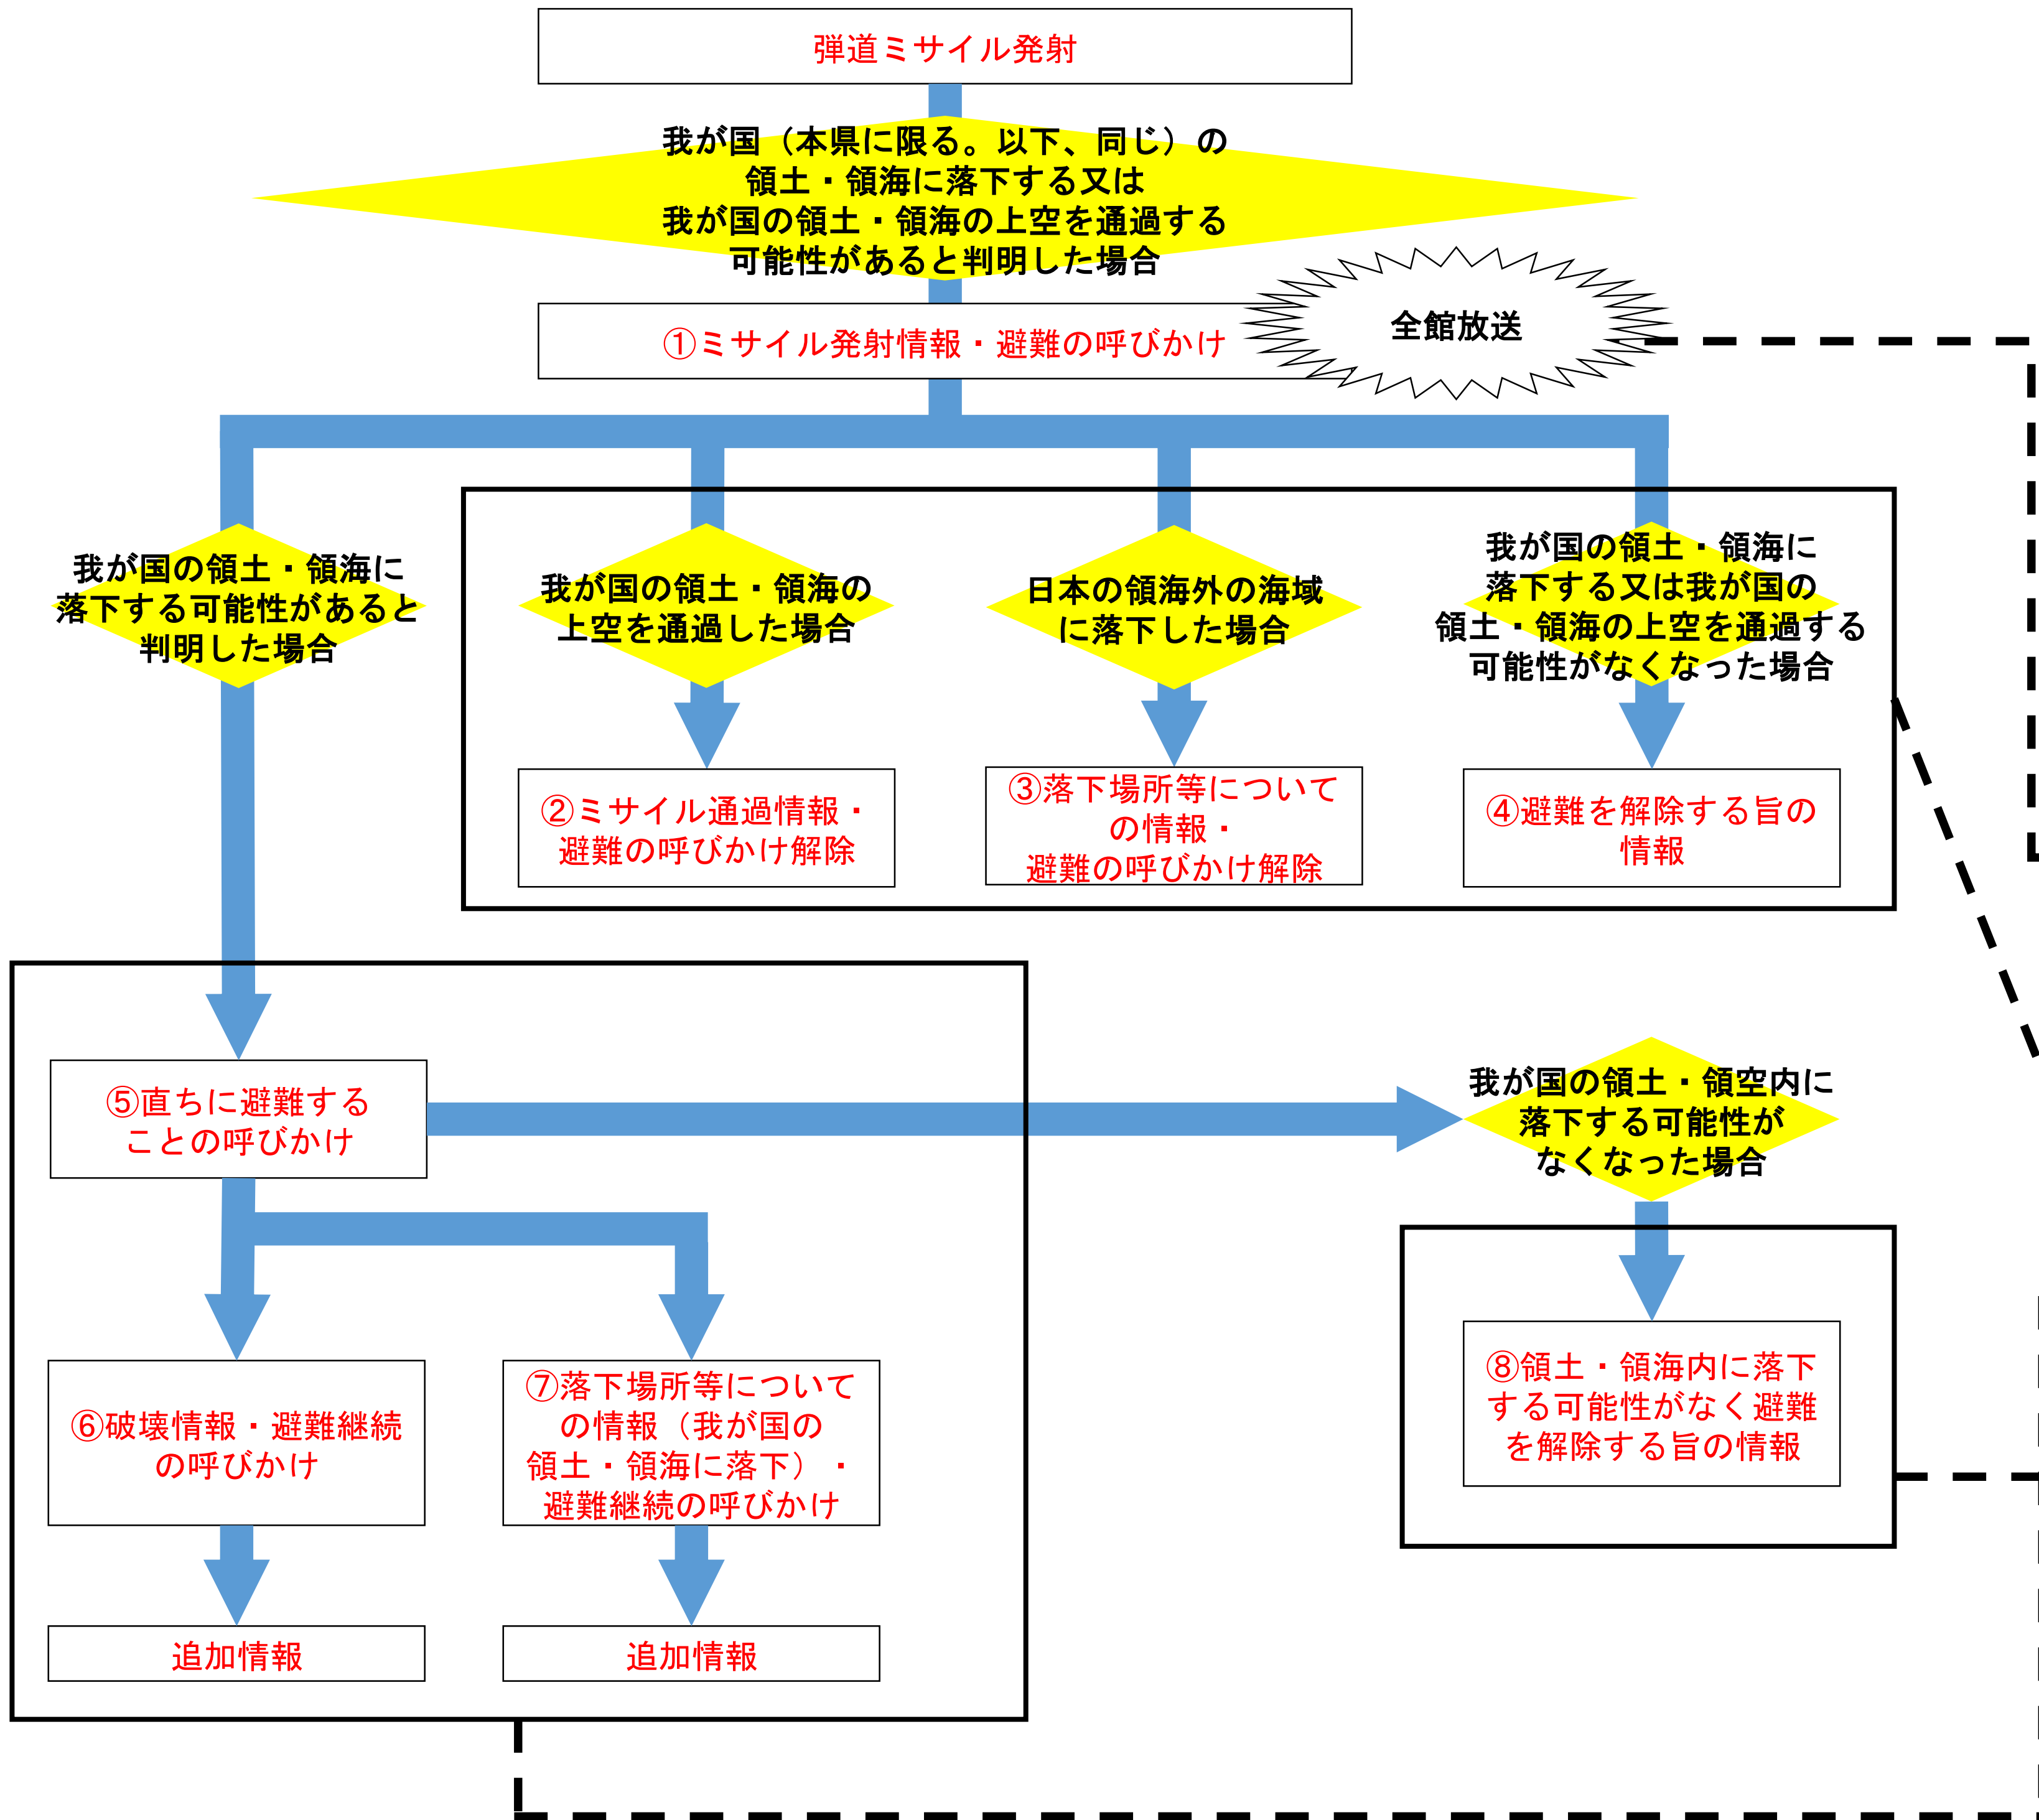 弾道ミサイル発射
我が国（本県に限る。以下、同じ）の
領土・領海に落下する又は
我が国の領土・領海の上空を通過する
可能性があると判明した場合
①ミサイル発射情報・避難の呼びかけ
全館放送
我が国の領土・領海に
落下する可能性があると
判明した場合
我が国の領土・領海の
上空を通過した場合
日本の領海外の海域
に落下した場合
我が国の領土・領海に
落下する又は我が国の
領土・領海の上空を通過する
可能性がなくなった場合
②ミサイル通過情報・
避難の呼びかけ解除
③落下場所等について
の情報・
避難の呼びかけ解除
④避難を解除する旨の
情報
⑤直ちに避難する
ことの呼びかけ
我が国の領土・領空内に
落下する可能性が
なくなった場合
⑥破壊情報・避難継続
の呼びかけ
⑦落下場所等について
の情報（我が国の
領土・領海に落下）・
避難継続の呼びかけ
⑧領土・領海内に落下
する可能性がなく避難
を解除する旨の情報
追加情報
追加情報